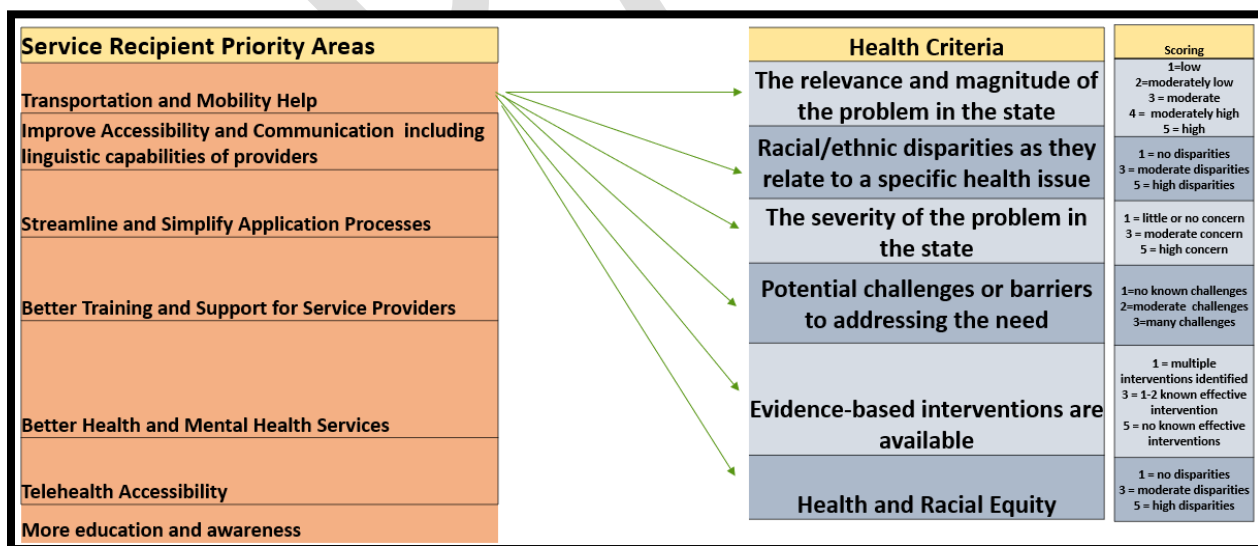 Service Recipient Priority Areas
Transportation and Mobility Help
Improve Accessibility and Communication including
linguistic capabilities of providers
Streamline and Simplify Application Processes
Better Training and Support for Service Providers
Better Health and Mental Health Services
Telehealth Accessibility
More education and awareness
Health Criteria
The relevance and magnitude of
the problem in the state
Racial/ethnic disparities as they
relate to a specific health issue
The severity of the problem in
the state
Potential challenges or barriers
to addressing the need
Evidence-based interventions are
available
Health and Racial Equity
Scoring
1=low
2=moderately low
3 = moderate
4 = moderately high
5 = high
1 = no disparities
3 = moderate disparities
5 = high disparities
1 = little or no concern
3 = moderate concern
5 = high concern
1=no known challenges
2=moderate challenges
3=many challenges
1 = multiple
interventions identified
3 = 1-2 known effective
intervention
5 = no known effective
interventions
1 = no disparities
3 = moderate disparities
5 = high disparities